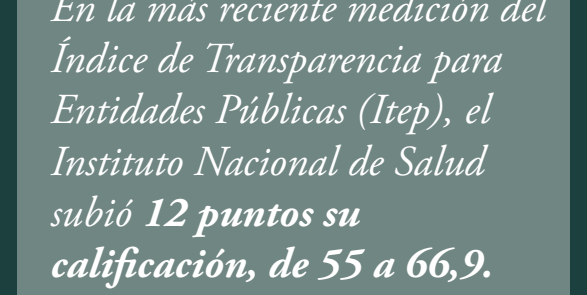 En la más reciente medición del
Índice de Transparencia para
Entidades Públicas (Itep), el
Instituto Nacional de Salud
subió 12 puntos su
calificación, de 55 a 66,9.